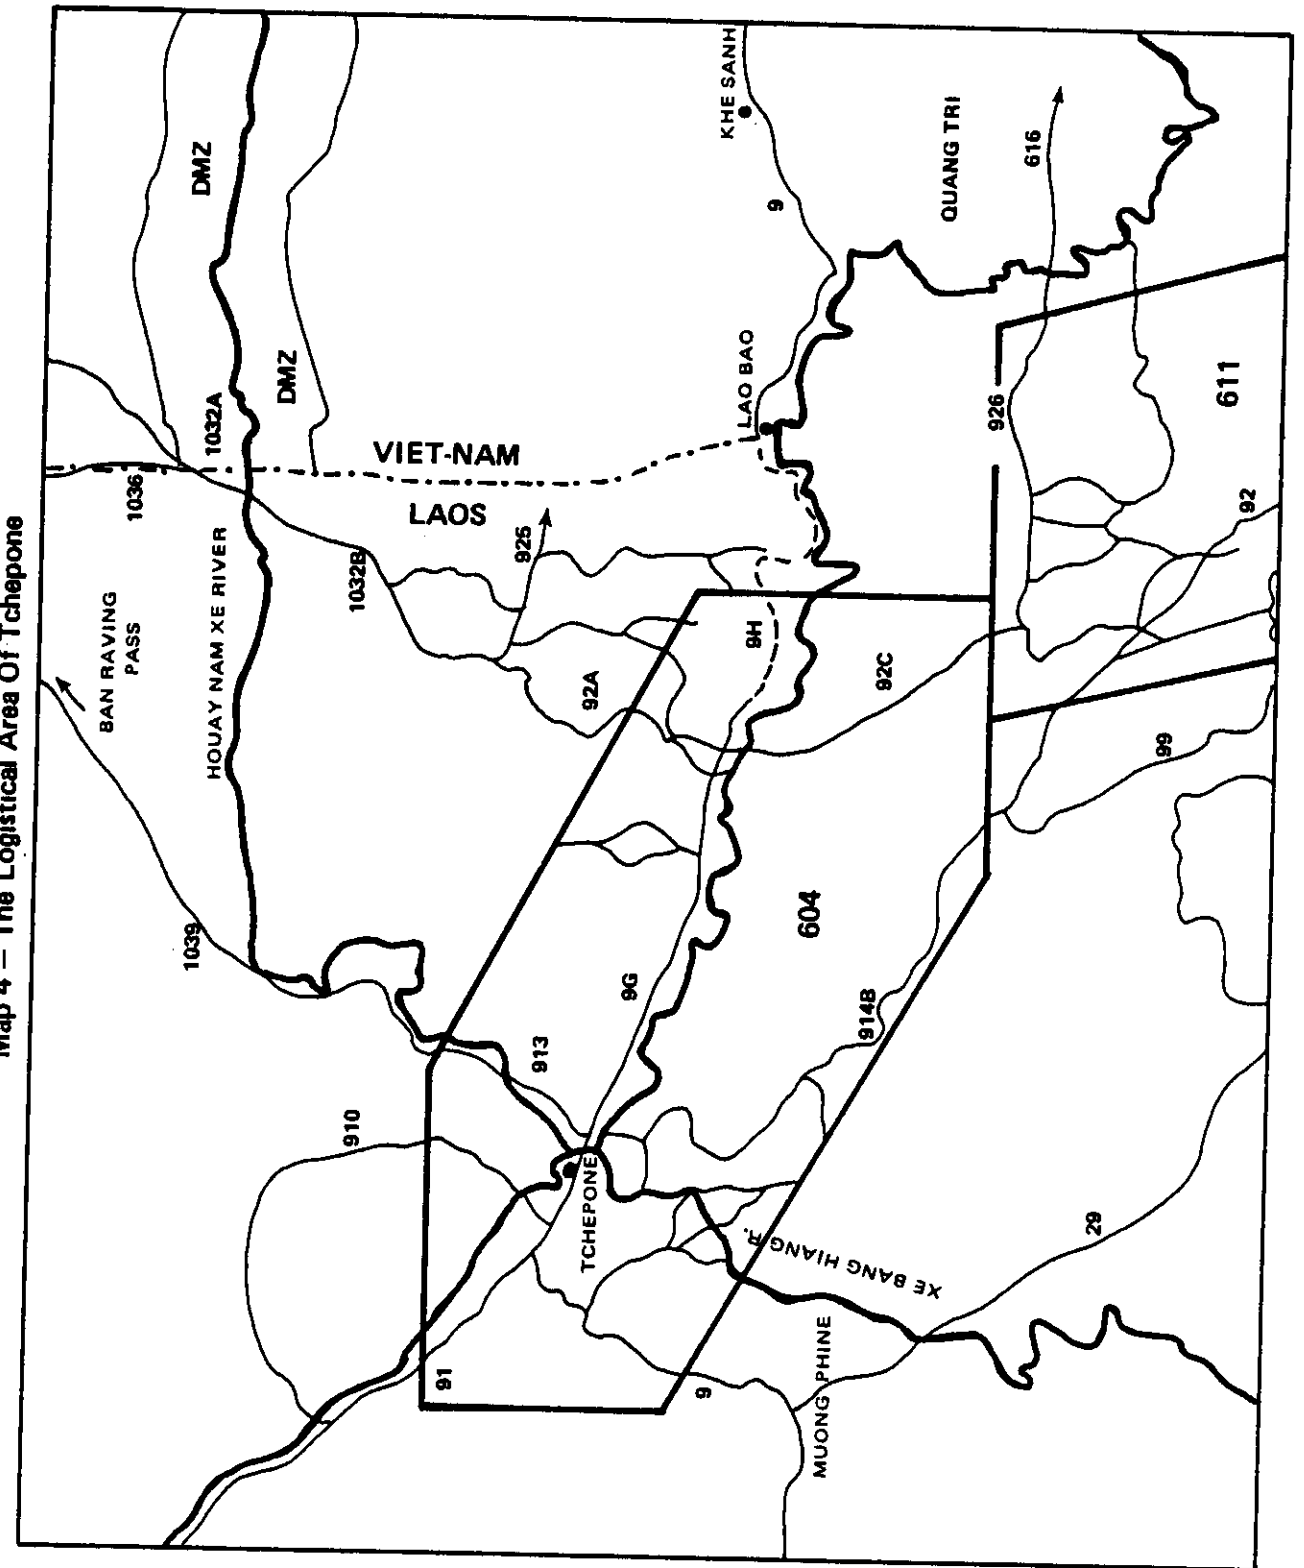 Map 4 — The Logistical Area Of Tchepone
BAN RAVING
PASS
1039
1036
HOUAY NAM XE RIVER
1032A
DMZ
DMZ
VIET-NAM
LAOS
1032B
925
910
913
92A
91
9G
9H
TCHEPONE
LAO BAO
KHE SANH
9
9
MUONG PHINE
XE BANG HIANG R.
604
914B
92C
QUANG TRI
616
926
29
99
92
611